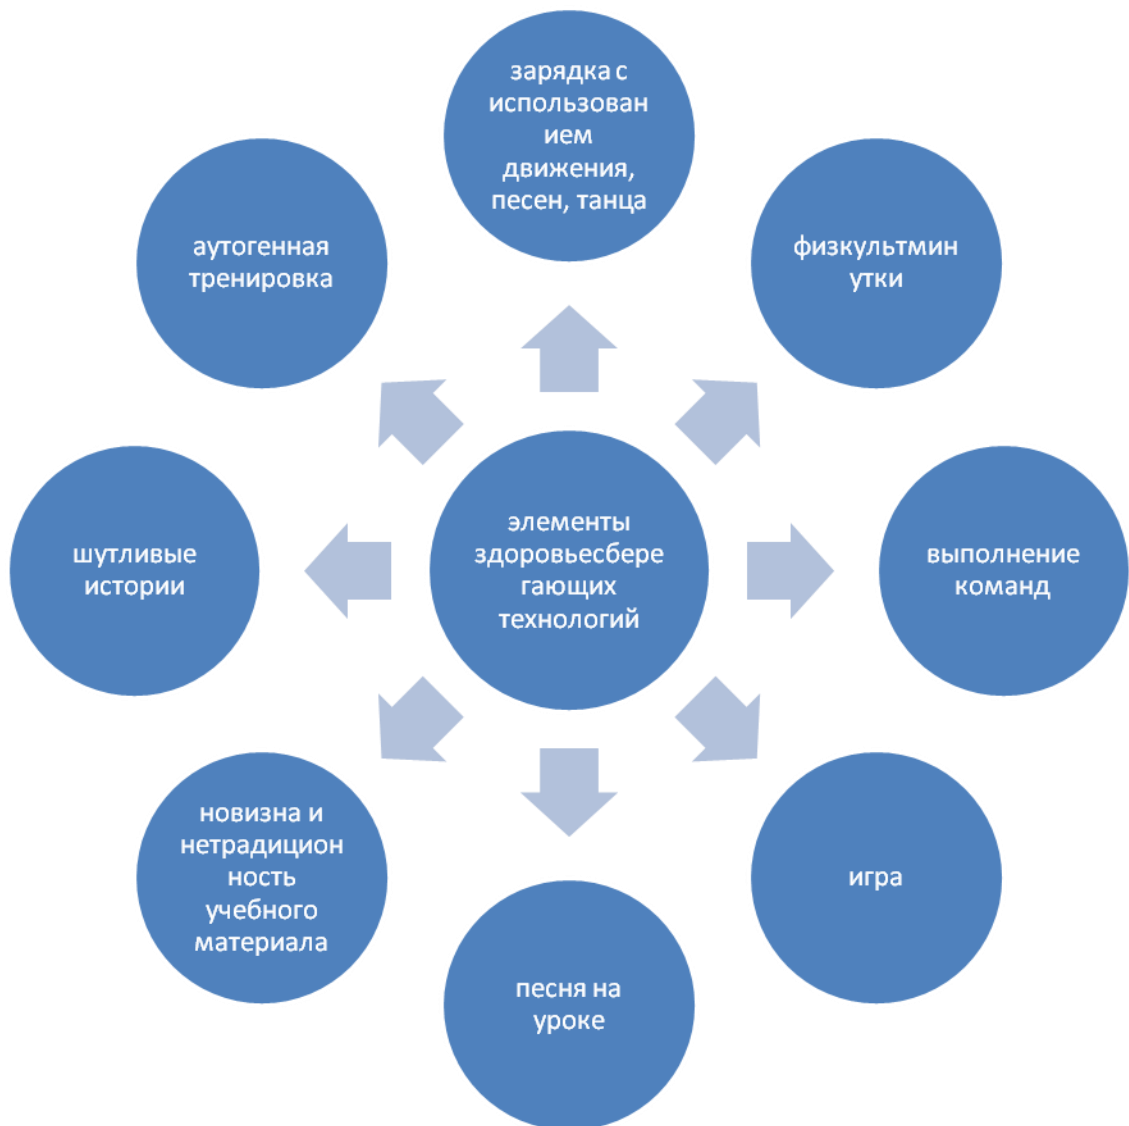 зарядка с
использован
ием
движения,
песен, танца
аутогенная
тренировка
физкультмин
утки
шутливые
истории
элементы
здоровьесбере
гающих
технологий
выполнение
команд
новизна и
нетрадицион
ность
учебного
материала
игра
песня на
уроке